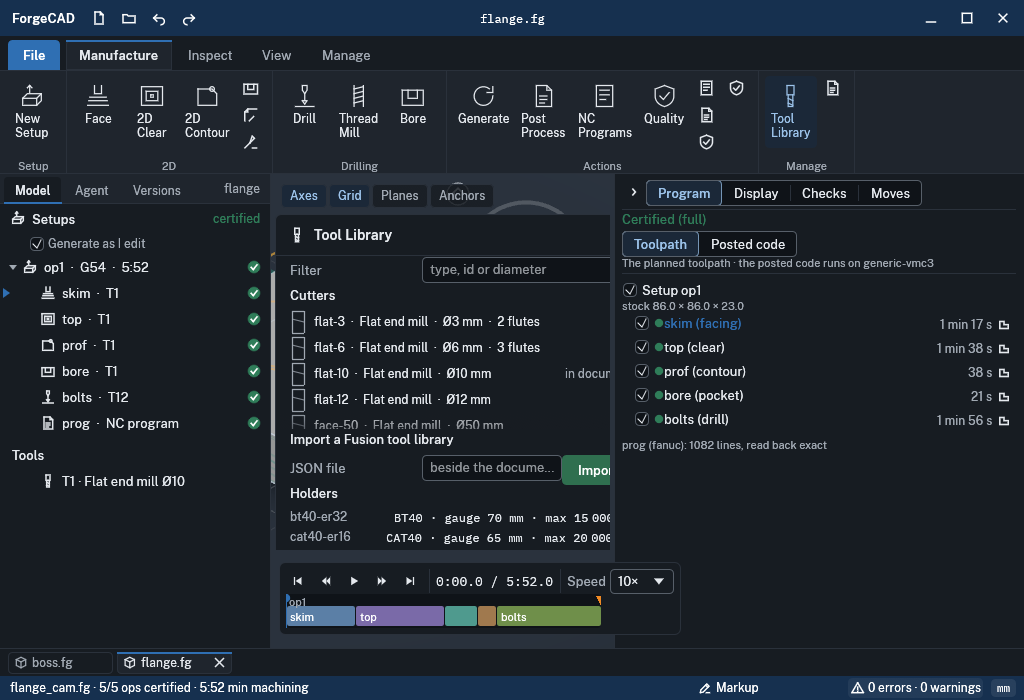 ForgeCAD
flange.fg
File Manufacture Inspect View Manage
New Setup
Face
2D Clear
2D Contour
Drill
Thread Mill
Bore
Generate
Post Process
NC Programs
Quality
Tool Library
Setup
2D
Drilling
Actions
Manage
Model Agent Versions flange
Setups certified
Generate as I edit
op1 · G54 · 5:52
skim · T1
top · T1
prof · T1
bore · T1
bolts · T12
prog · NC program
Tools
T1 · Flat end mill Ø10
Axes Grid Planes Anchors
Tool Library
Filter type, id or diameter
Cutters
flat-3 · Flat end mill · Ø3 mm · 2 flutes
flat-6 · Flat end mill · Ø6 mm · 3 flutes
flat-10 · Flat end mill · Ø10 mm in docum
flat-12 · Flat end mill · Ø12 mm
face-50 · Flat end mill · Ø50 mm
Import a Fusion tool library
JSON file beside the docume... Impor
Holders
bt40-er32 BT40 · gauge 70 mm · max 15 000
cat40-er16 CAT40 · gauge 65 mm · max 20 000
0:00.0 / 5:52.0 Speed 10×
op1
skim top bolts
Program Display Checks Moves
Certified (full)
Toolpath Posted code
The planned toolpath · the posted code runs on generic-vmc3
Setup op1
stock 86.0 × 86.0 × 23.0
skim (facing) 1 min 17 s
top (clear) 1 min 38 s
prof (contour) 38 s
bore (pocket) 21 s
bolts (drill) 1 min 56 s
prog (fanuc): 1082 lines, read back exact
boss.fg flange.fg
flange_cam.fg · 5/5 ops certified · 5:52 min machining
Markup
0 errors · 0 warnings
mm